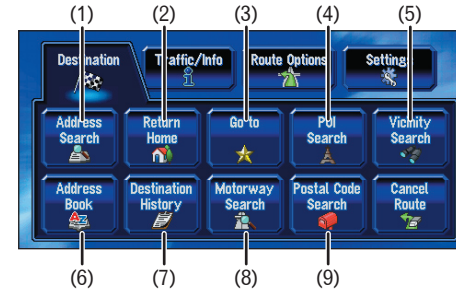 (1) (2) (3) (4) (5)
Destination Traffic/Info Route Options Settings
Address Return Go to POI Vicinity
Search Home Search Search
Address Destination Motorway Postal Code Cancel
Book History Search Search Route
(6) (7) (8) (9)